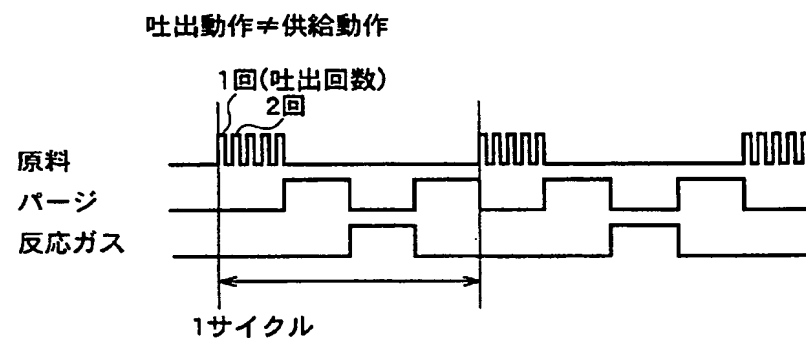 吐出動作≠供給動作
1回(吐出回数)
2回
原料
パージ
反応ガス
1サイクル